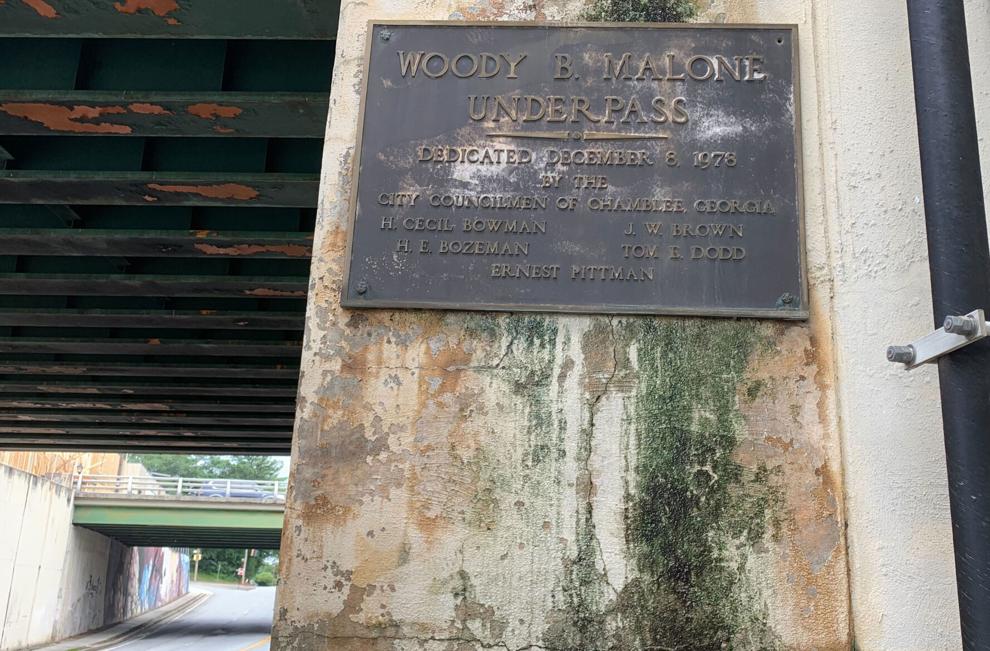 WOODY B. MALONE
UNDERPASS
DEDICATED DECEMBER 8, 1978
BY THE
CITY COUNCILMEN OF CHAMBLEE, GEORGIA
H. CECIL BOWMAN J. W. BROWN
H. E. BOZEMAN TOM E. DODD
ERNEST PITTMAN